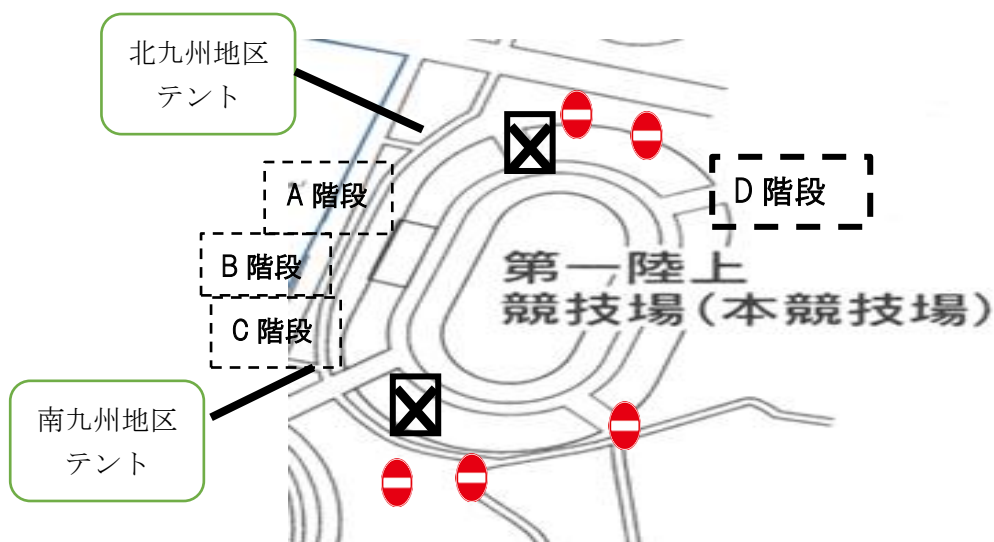 北九州地区
テント
A 階段
D 階段
B 階段
第一陸上
競技場(本競技場)
C 階段
南九州地区
テント